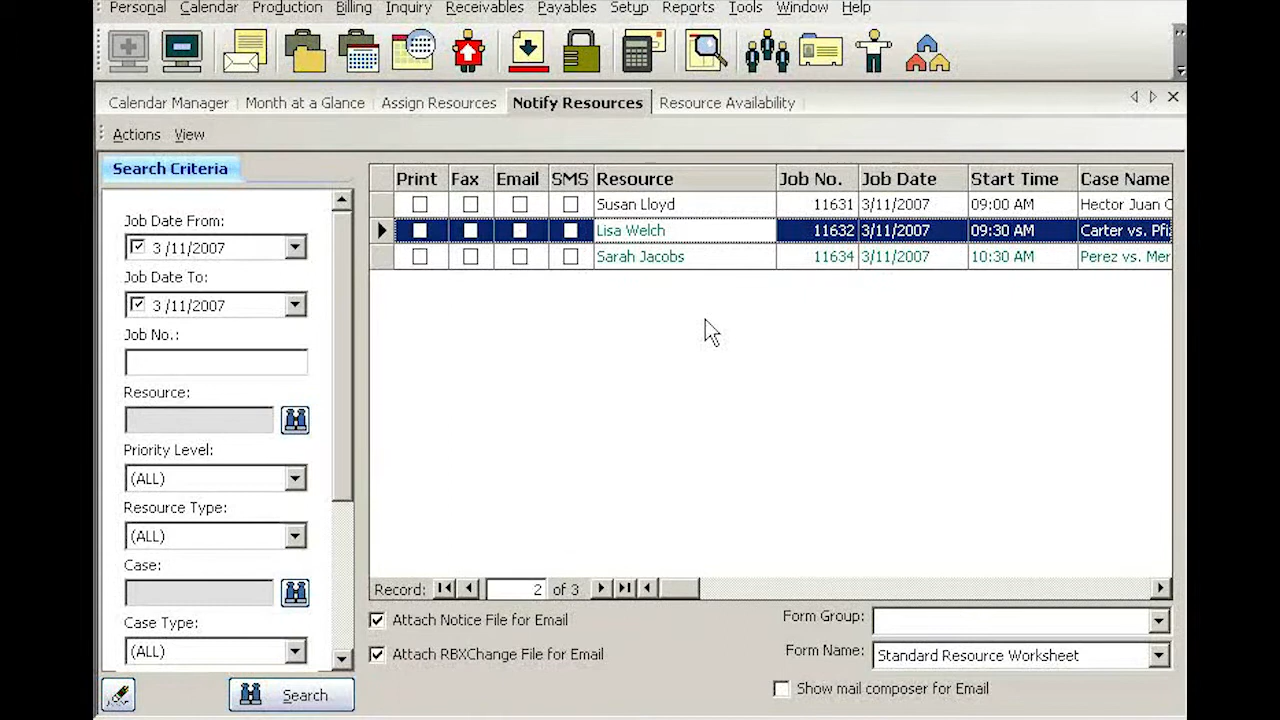 Personal Calendar Production Billing Inquiry Receivables Payables Setup Reports Tools Window Help
Calendar Manager Month at a Glance Assign Resources Notify Resources Resource Availability
Actions View
Search Criteria
Job Date From:
3/11/2007
Job Date To:
3/11/2007
Job No.:
Resource:
Priority Level:
(ALL)
Resource Type:
(ALL)
Case:
Case Type:
(ALL)
Search
Print Fax Email SMS Resource Job No. Job Date Start Time Case Name
Susan Lloyd 11631 3/11/2007 09:00 AM Hector Juan
Lisa Welch 11632 3/11/2007 09:30 AM Carter vs. Pfi
Sarah Jacobs 11634 3/11/2007 10:30 AM Perez vs. Mer
Record: 2 of 3
Attach Notice File for Email
Attach RBXChange File for Email
Form Group:
Form Name: Standard Resource Worksheet
Show mail composer for Email